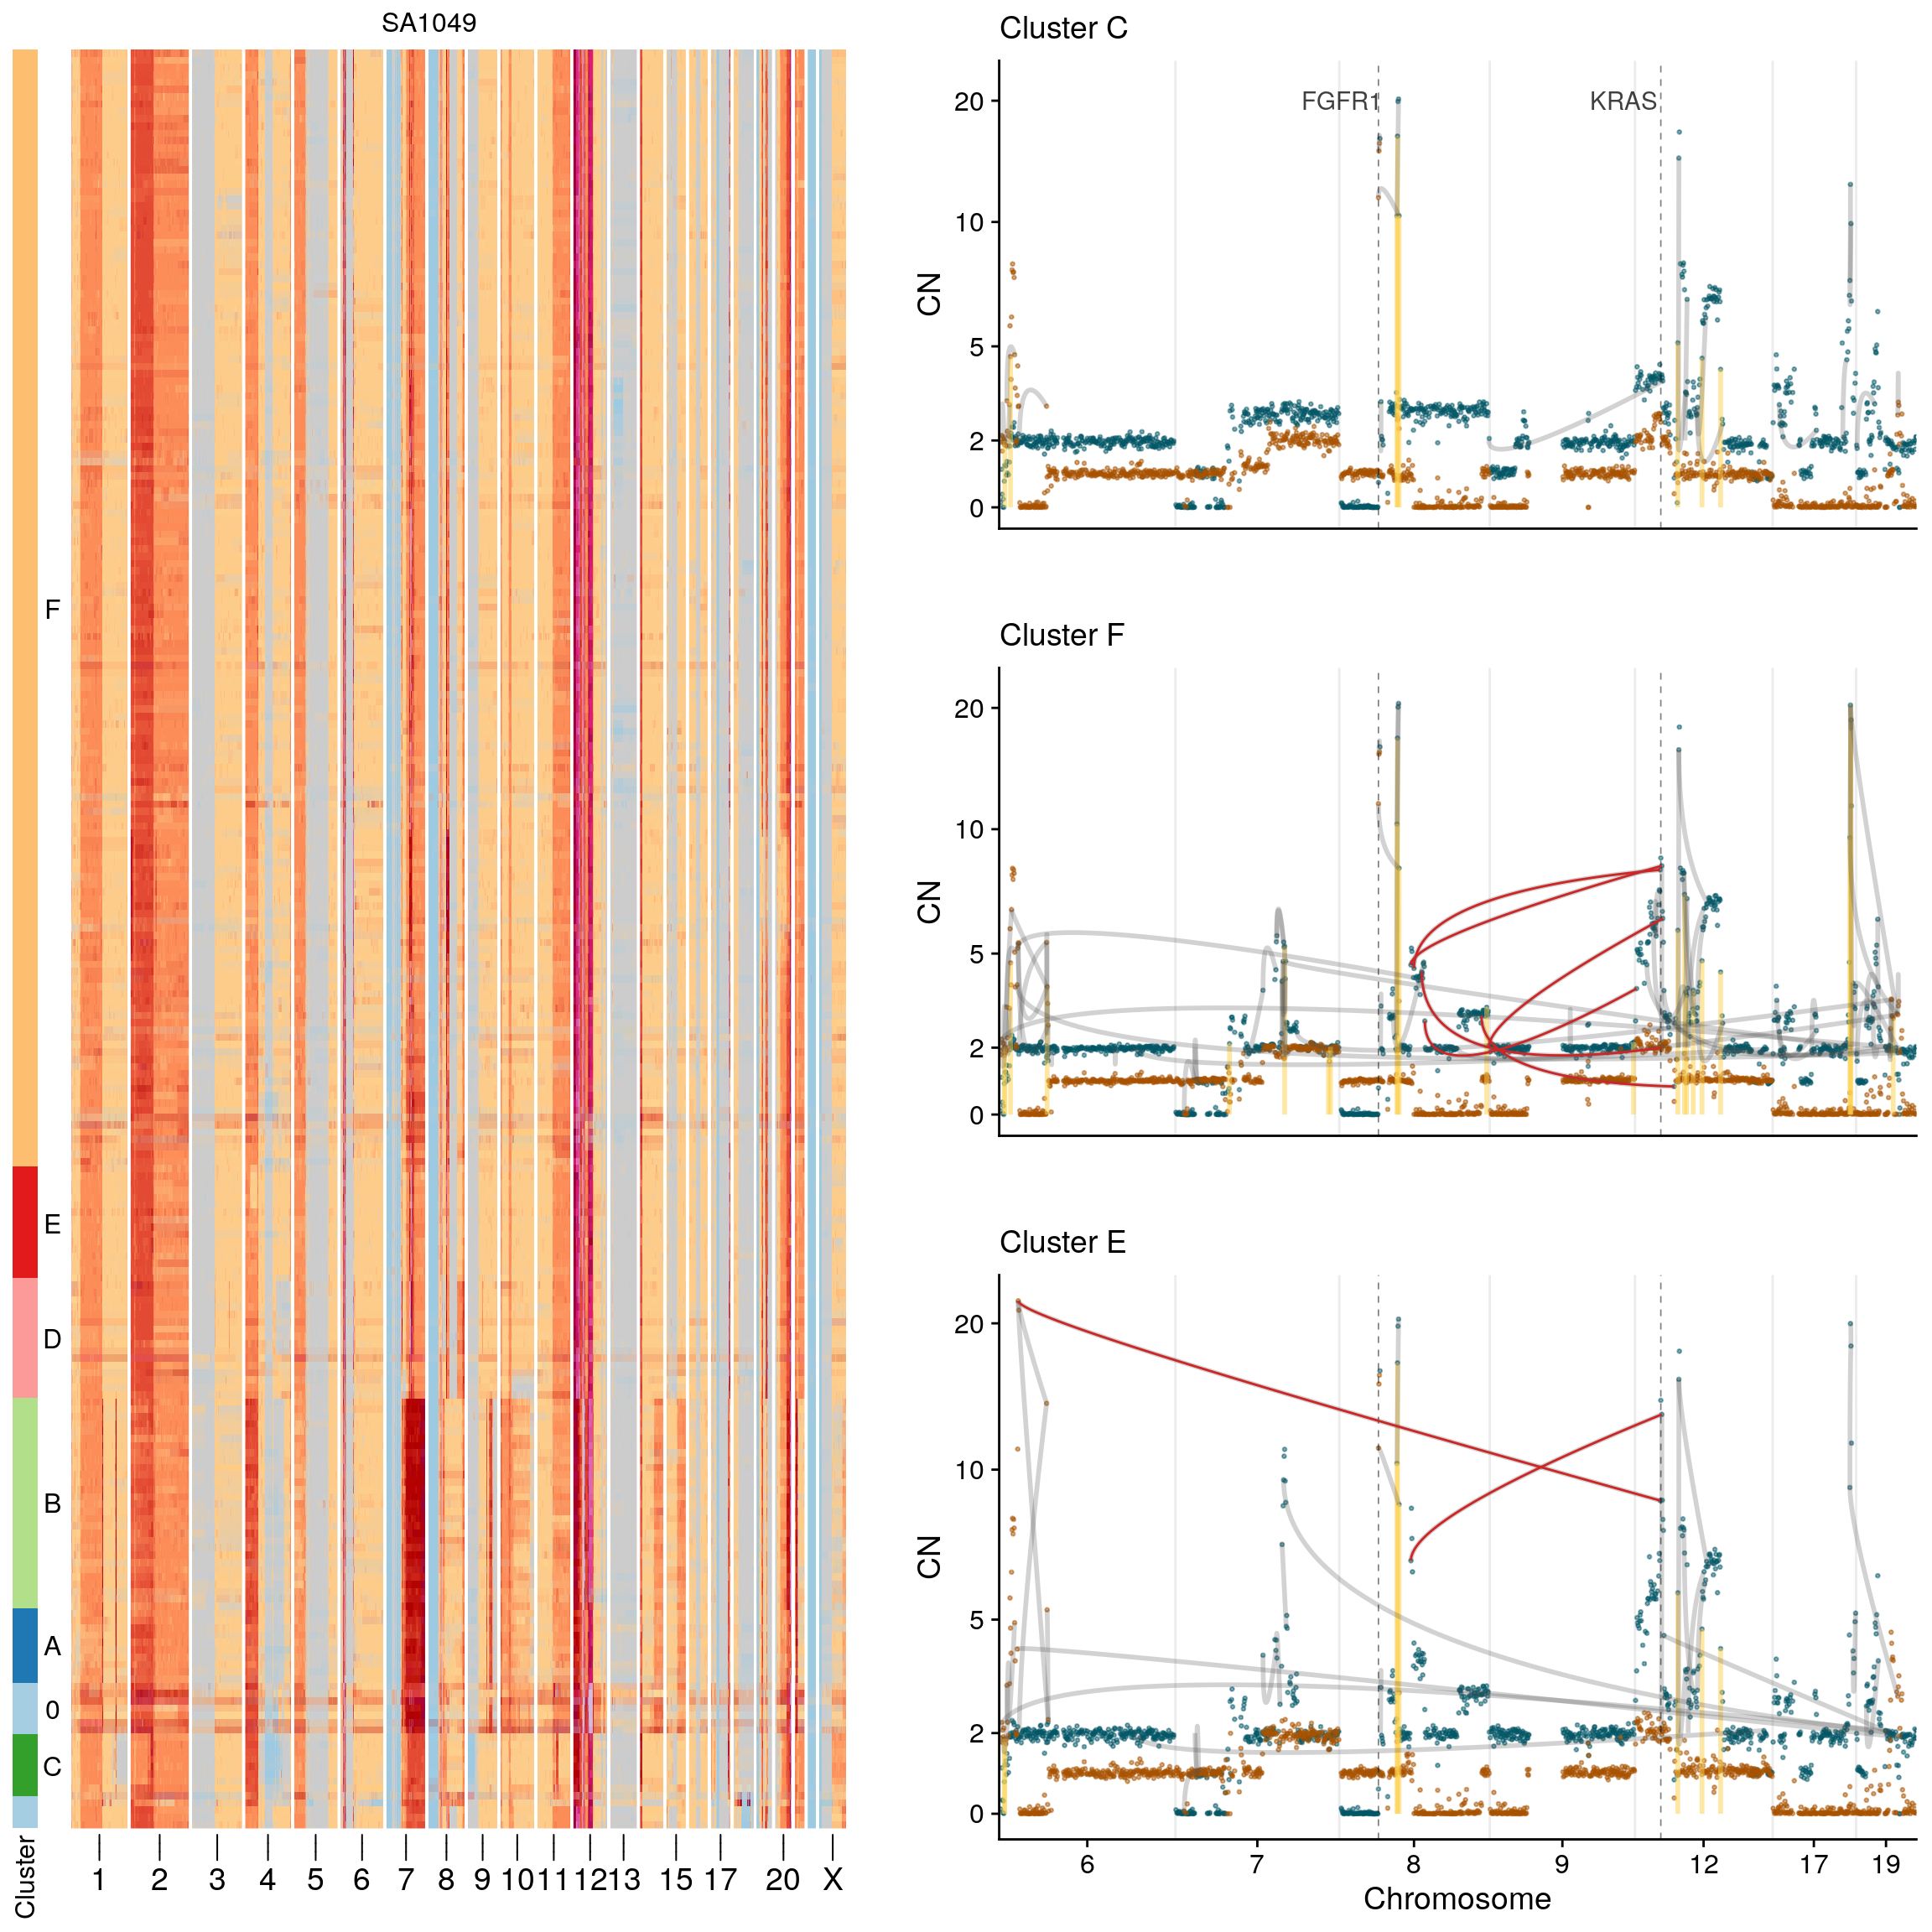 SA1049
F
E
D
B
A
0
C
Cluster
1 2 3 4 5 6 7 8 9 10 11 12 13 15 17 20 X
Cluster C
FGFR1 KRAS
20
10
5
2
0
CN
Cluster F
20
10
5
2
0
CN
Cluster E
20
10
5
2
0
CN
6 7 8 9 12 17 19
Chromosome